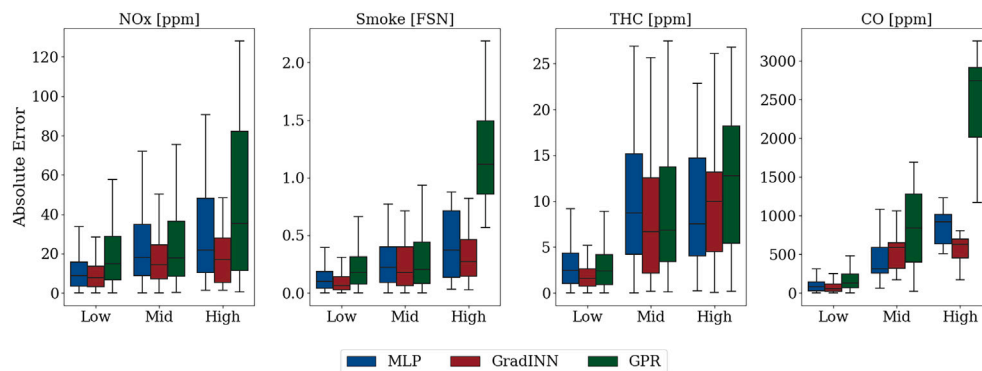 NOx [ppm]
Smoke [FSN]
THC [ppm]
CO [ppm]
Absolute Error
120
100
80
60
40
20
0
Low Mid High
2.0
1.5
1.0
0.5
0.0
Low Mid High
25
20
15
10
5
0
Low Mid High
3000
2500
2000
1500
1000
500
0
Low Mid High
MLP GradINN GPR